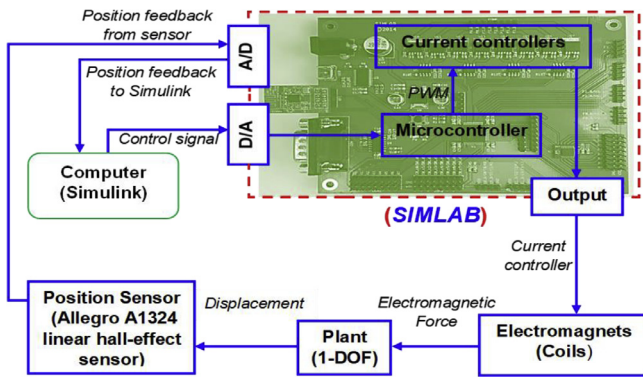 Position feedback
from sensor
A/D
Current controllers
Position feedback
to Simulink
PWM
Control signal
D/A
Microcontroller
Computer
(Simulink)
Output
(SIMLAB)
Current
controller
Position Sensor
(Allegro A1324
linear hall-effect
sensor)
Displacement
Electromagnetic
Force
Plant
(1-DOF)
Electromagnets
(Coils)